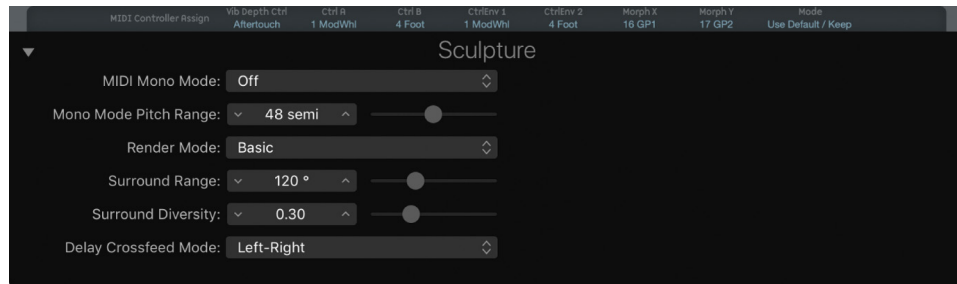 MIDI Controller Assign
Vib Depth Ctrl Ctrl A Ctrl B CtrlEnv 1 CtrlEnv 2 Morph X Morph Y Mode
Aftertouch 1 ModWhl 4 Foot 1 ModWhl 4 Foot 16 GP1 17 GP2 Use Default / Keep
Sculpture
MIDI Mono Mode: Off
Mono Mode Pitch Range: 48 semi
Render Mode: Basic
Surround Range: 120 °
Surround Diversity: 0.30
Delay Crossfeed Mode: Left-Right